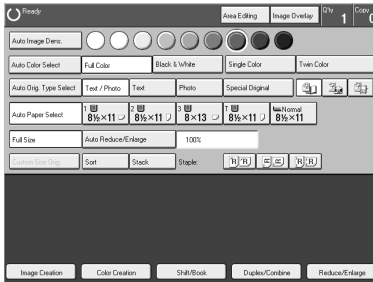 Ready Area Editing Image Overlay Q'ty 1 Copy
Auto Image Dens.
Auto Color Select Full Color Black & White Single Color Twin Color
Auto Orig. Type Select Text / Photo Text Photo Special Original
Auto Paper Select 1 8½×11 2 8½×11 3 8×13 T 8½×11 Normal 8½×11
Full Size Auto Reduce/Enlarge 100%
Custom Size Orig. Sort Stack Staple:
Image Creation Color Creation Shift/Book Duplex/Combine Reduce/Enlarge